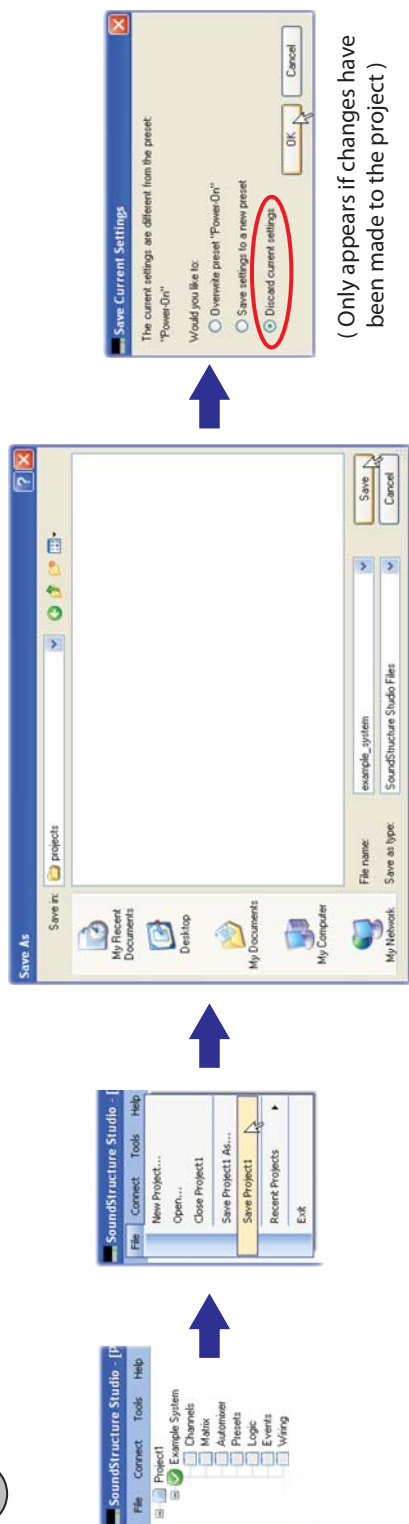 SoundStructure Studio - [P
File Connect Tools Help
Project1
Example System
Channels
Matrix
Automixer
Presets
Logic
Events
Wiring
SoundStructure Studio - [
File Connect Tools Help
New Project...
Open...
Close Project1
Save Project1 As...
Save Project1
Recent Projects
Exit
Save As
Save in:
projects
My Recent
Documents
Desktop
My Documents
My Computer
My Network
File name:
example_system
Save
Save as type:
SoundStructure Studio Files
Cancel
Save Current Settings
The current settings are different from the preset:
"Power-On"
Would you like to:
Overwrite preset "Power-On"
Save settings to a new preset
Discard current settings
OK
Cancel
( Only appears if changes have
been made to the project )